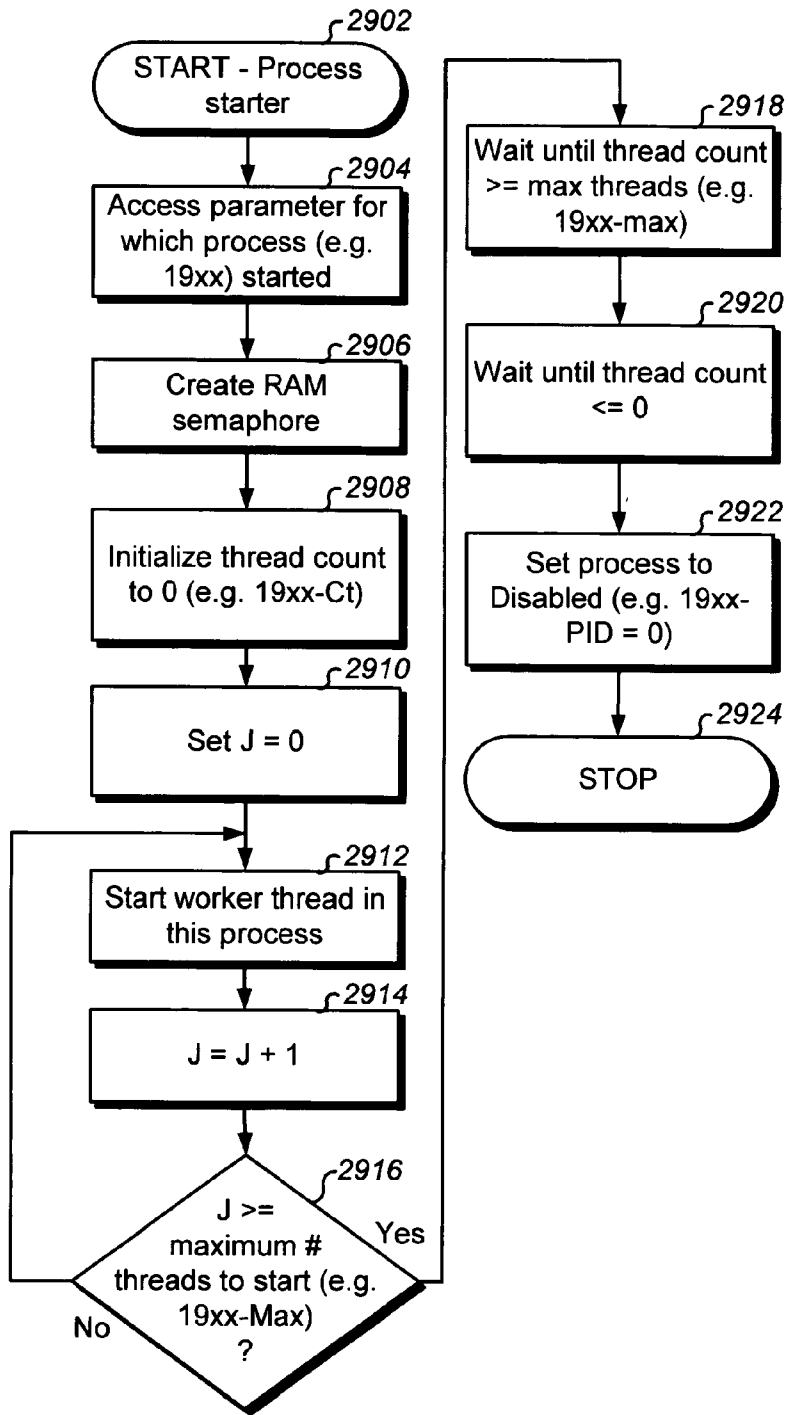 2902
START - Process
starter
2904
Access parameter for
which process (e.g.
19xx) started
2906
Create RAM
semaphore
2908
Initialize thread count
to 0 (e.g. 19xx-Ct)
2910
Set J = 0
2912
Start worker thread in
this process
2914
J = J + 1
2916
J >=
maximum #
threads to start (e.g.
19xx-Max)
?
Yes
No
2918
Wait until thread count
>= max threads (e.g.
19xx-max)
2920
Wait until thread count
<= 0
2922
Set process to
Disabled (e.g. 19xx-
PID = 0)
2924
STOP